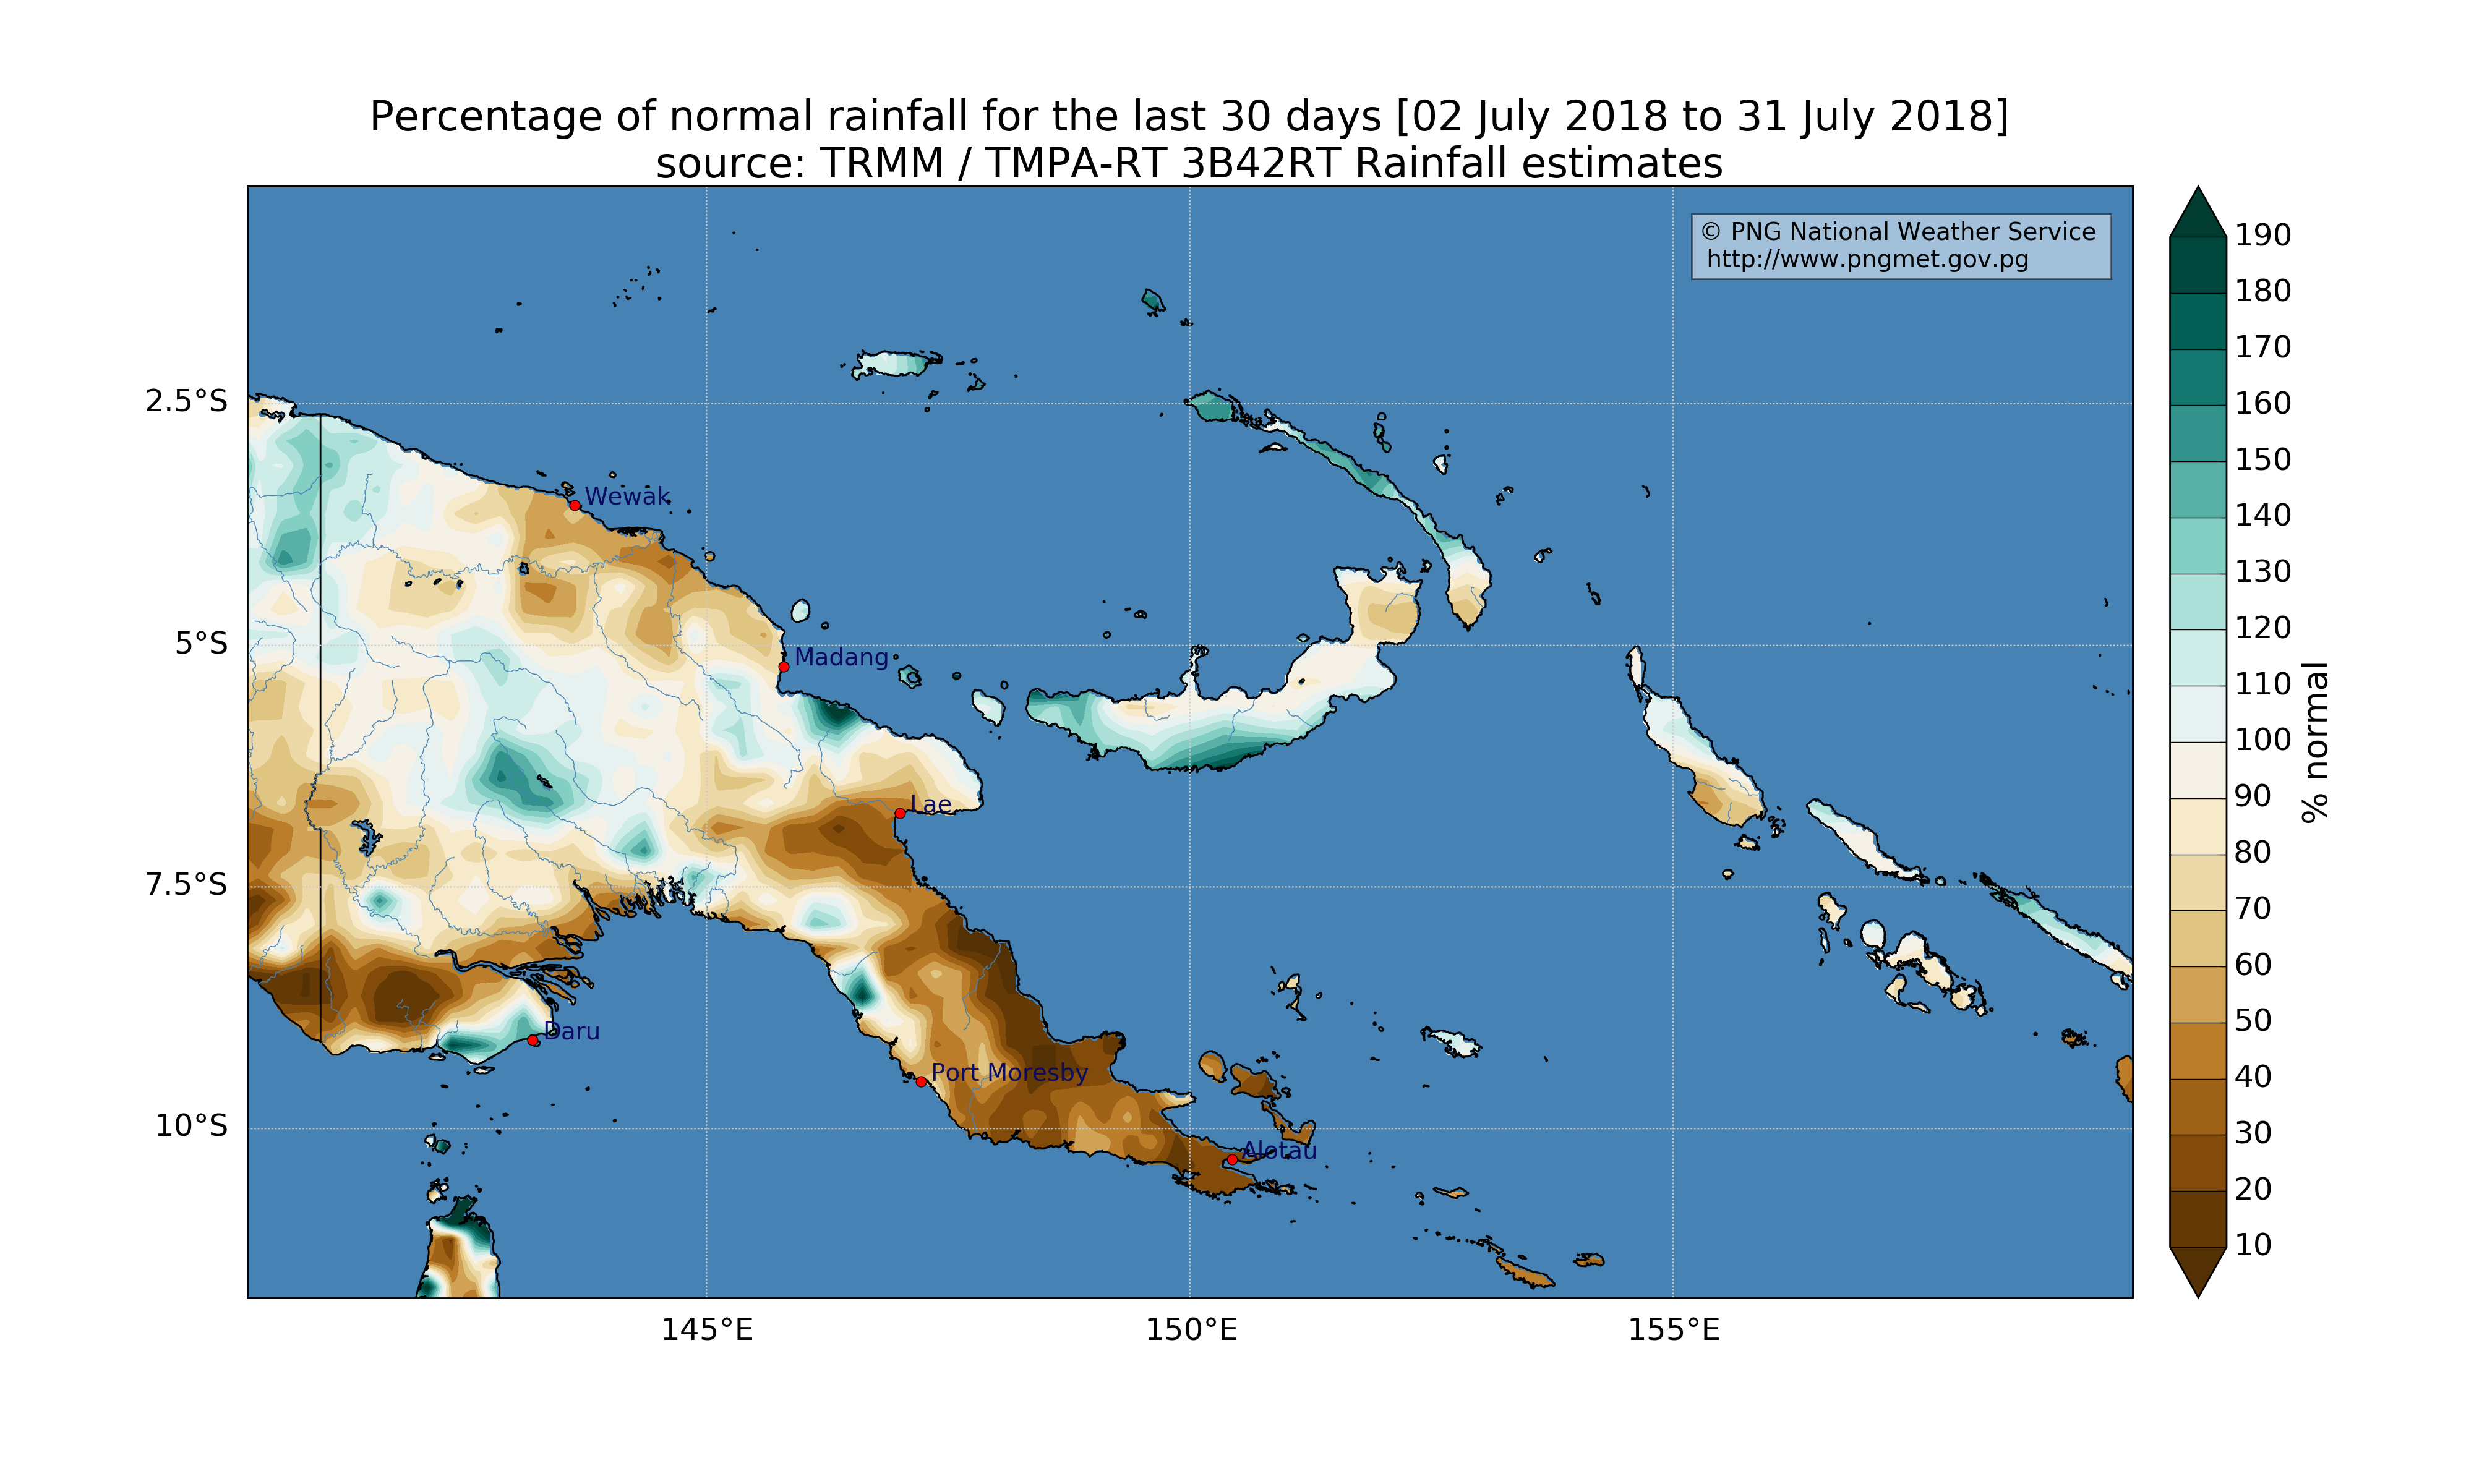 Percentage of normal rainfall for the last 30 days [02 July 2018 to 31 July 2018]
source: TRMM / TMPA-RT 3B42RT Rainfall estimates
© PNG National Weather Service
http://www.pngmet.gov.pg
2.5°S
5°S
7.5°S
10°S
145°E
150°E
155°E
Wewak
Madang
Lae
Daru
Port Moresby
Alotau
190
180
170
160
150
140
130
120
110
100
90
80
70
60
50
40
30
20
10
% normal